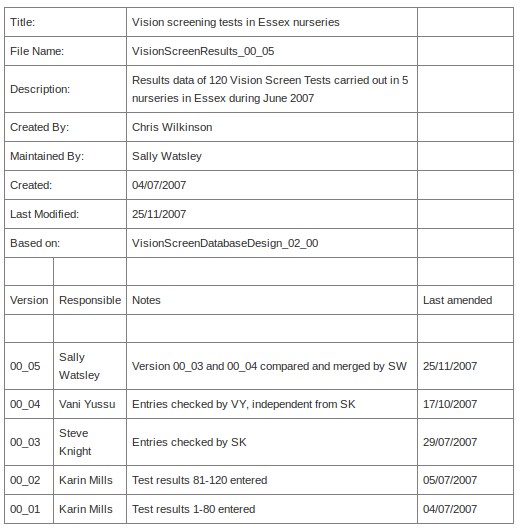 Title: Vision screening tests in Essex nurseries
File Name: VisionScreenResults_00_05
Description: Results data of 120 Vision Screen Tests carried out in 5
nurseries in Essex during June 2007
Created By: Chris Wilkinson
Maintained By: Sally Watsley
Created: 04/07/2007
Last Modified: 25/11/2007
Based on: VisionScreenDatabaseDesign_02_00
Version Responsible Notes Last amended
00_05 Sally
Watsley Version 00_03 and 00_04 compared and merged by SW 25/11/2007
00_04 Vani Yussu Entries checked by VY, independent from SK 17/10/2007
00_03 Steve
Knight Entries checked by SK 29/07/2007
00_02 Karin Mills Test results 81-120 entered 05/07/2007
00_01 Karin Mills Test results 1-80 entered 04/07/2007